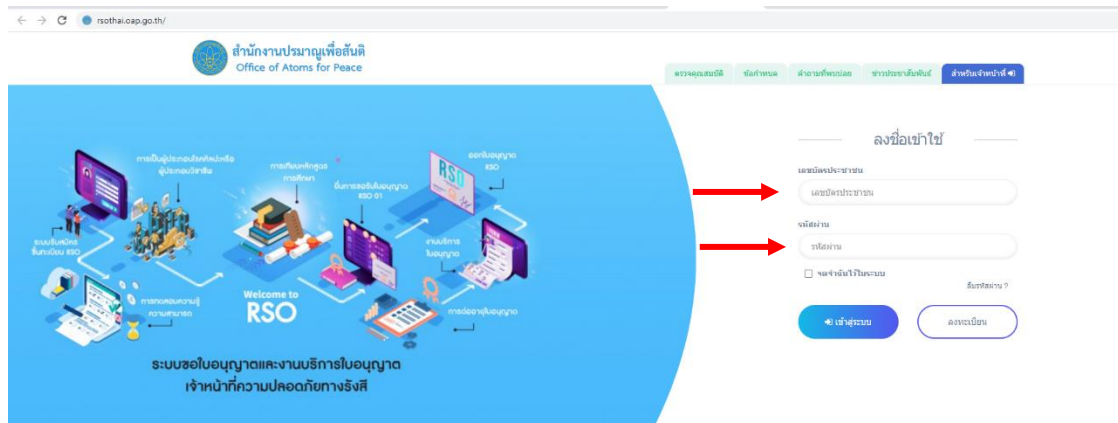 rsothai.oap.go.th/
สำนักงานปรมาณูเพื่อสันติ
Office of Atoms for Peace
ตรวจคุณสมบัติ
ข้อกำหนด
คำถามที่พบบ่อย
ข่าวประชาสัมพันธ์
สำหรับเจ้าหน้าที่
การเป็นผู้ประกอบโรคศิลปะหรือ
ผู้ประกอบวิชาชีพ
การเทียบหลักสูตร
การศึกษา
ยื่นการขอรับใบอนุญาต
RSO 01
ออกใบอนุญาต
RSO
RSO
ระบบรับสมัคร
ขึ้นทะเบียน RSO
งานบริการ
ใบอนุญาต
การทดสอบความรู้
ความสามารถ
Welcome to
RSO
การต่ออายุใบอนุญาต
ระบบขอใบอนุญาตและงานบริการใบอนุญาต
เจ้าหน้าที่ความปลอดภัยทางรังสี
ลงชื่อเข้าใช้
เลขบัตรประชาชน
เลขบัตรประชาชน
รหัสผ่าน
รหัสผ่าน
จดจำฉันไว้ในระบบ
ลืมรหัสผ่าน ?
เข้าสู่ระบบ
ลงทะเบียน